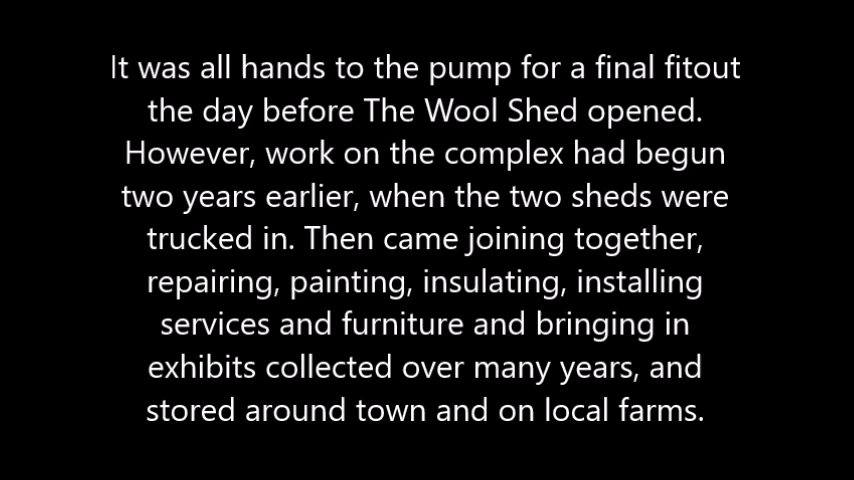 It was all hands to the pump for a final fitout
the day before The Wool Shed opened.
However, work on the complex had begun
two years earlier, when the two sheds were
trucked in. Then came joining together,
repairing, painting, insulating, installing
services and furniture and bringing in
exhibits collected over many years, and
stored around town and on local farms.